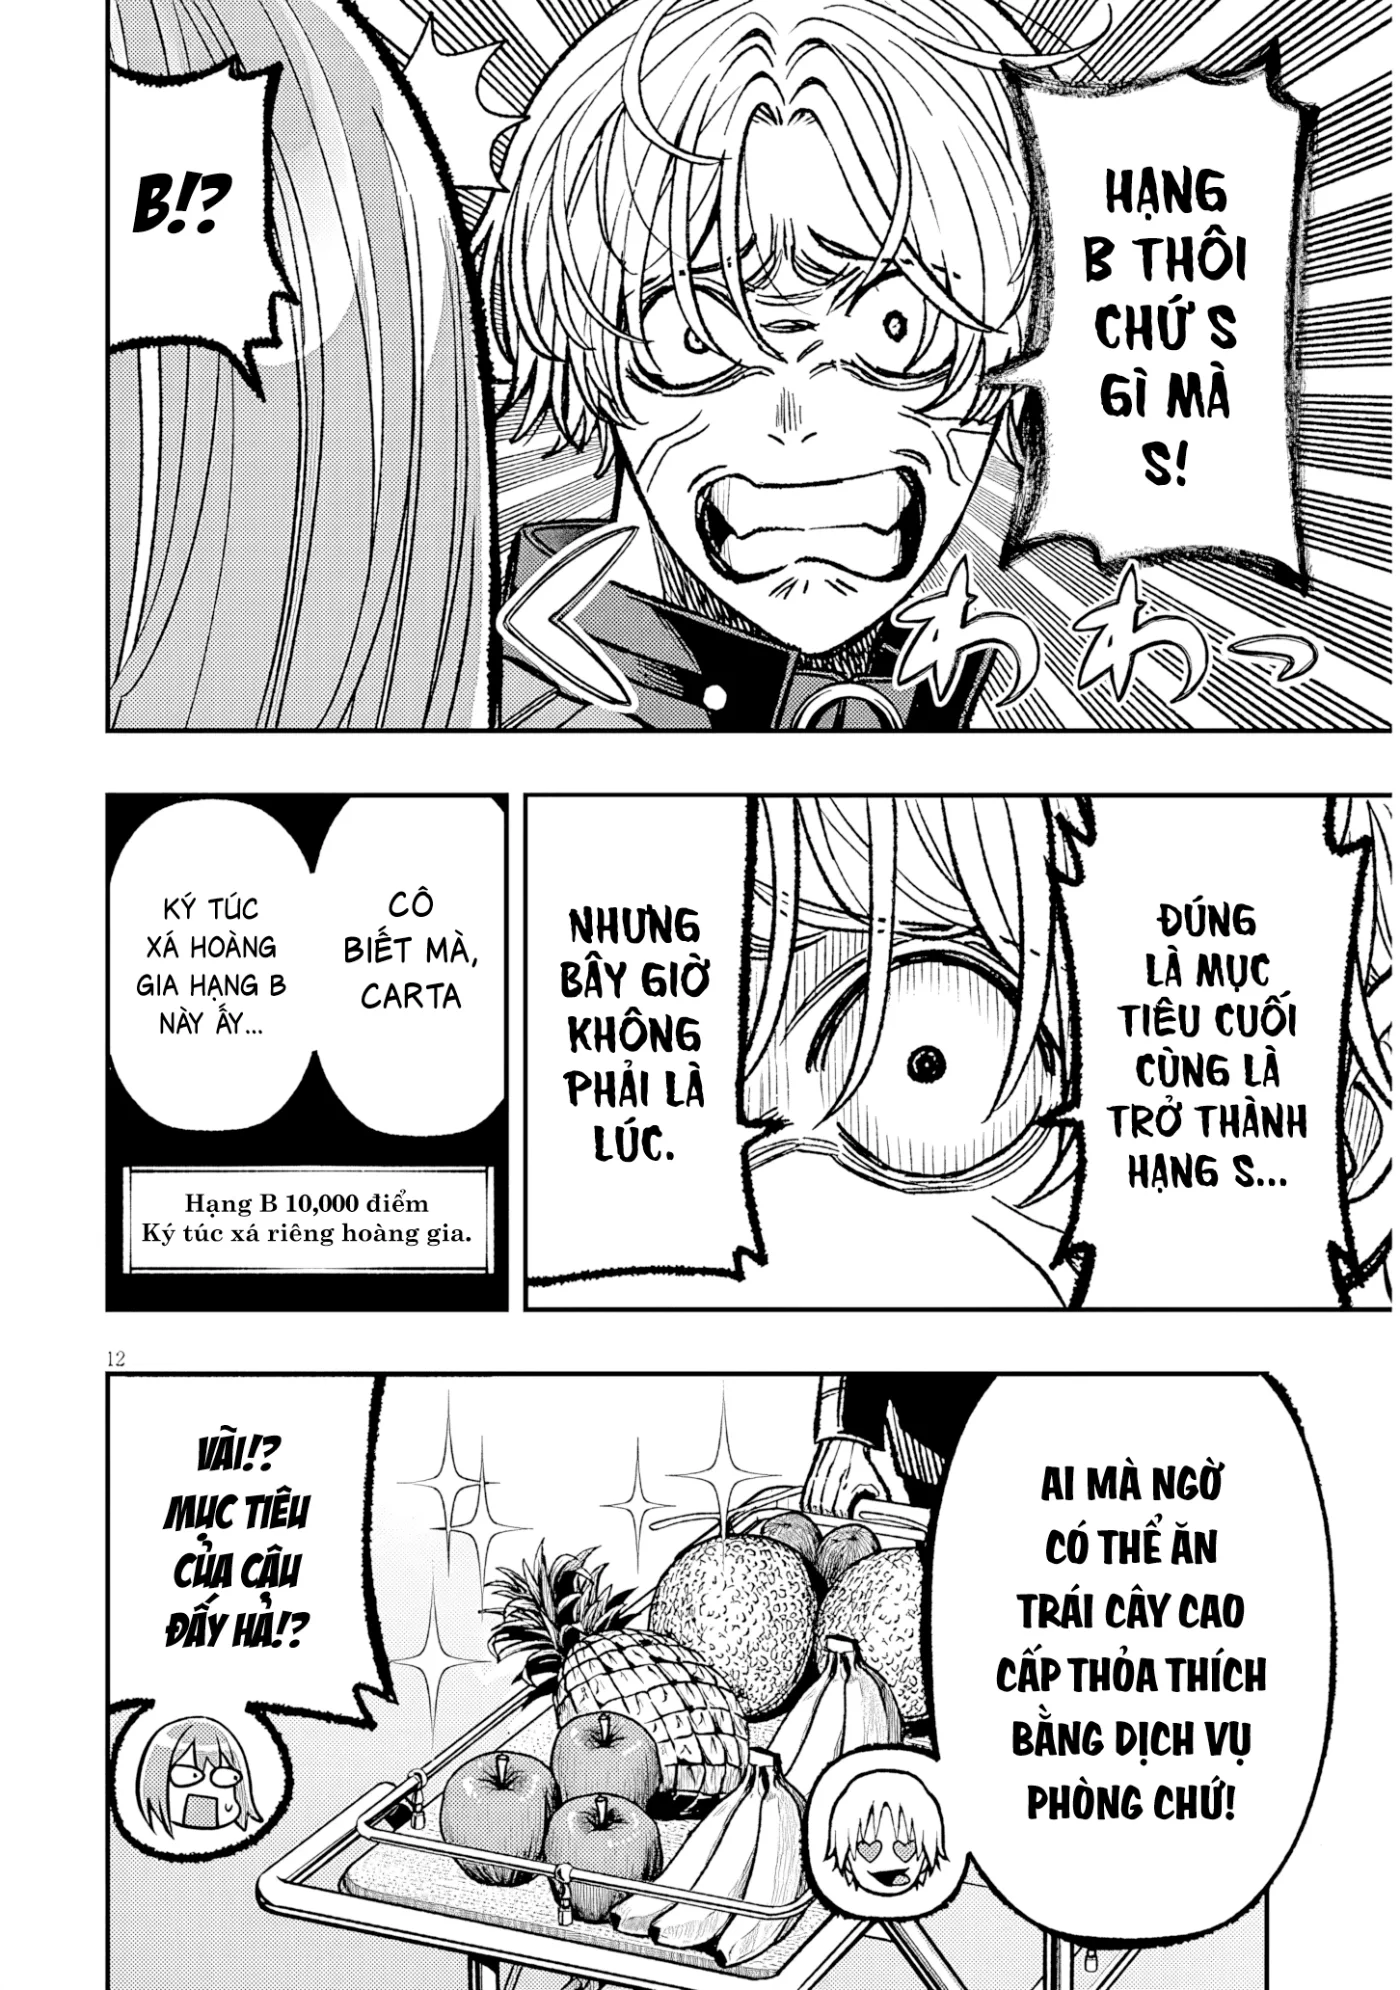 HẠNG
B THÔI
CHỨ S
GÌ MÀ
S!
B!?
くわわっ
ĐÚNG
LÀ MỤC
TIÊU CUỐI
CÙNG LÀ
TRỞ THÀNH
HẠNG S...
NHƯNG
BÂY GIỜ
KHÔNG
PHẢI LÀ
LÚC.
CÔ
BIẾT MÀ,
CARTA
KÝ TÚC
XÁ HOÀNG
GIA HẠNG B
NÀY ẤY...
Hạng B 10,000 điểm
Ký túc xá riêng hoàng gia.
12
AI MÀ NGỜ
CÓ THỂ ĂN
TRÁI CÂY CAO
CẤP THỎA THÍCH
BẰNG DỊCH VỤ
PHÒNG CHỨ!
VÃI!?
MỤC TIÊU
CỦA CẬU
ĐẤY HẢ!?